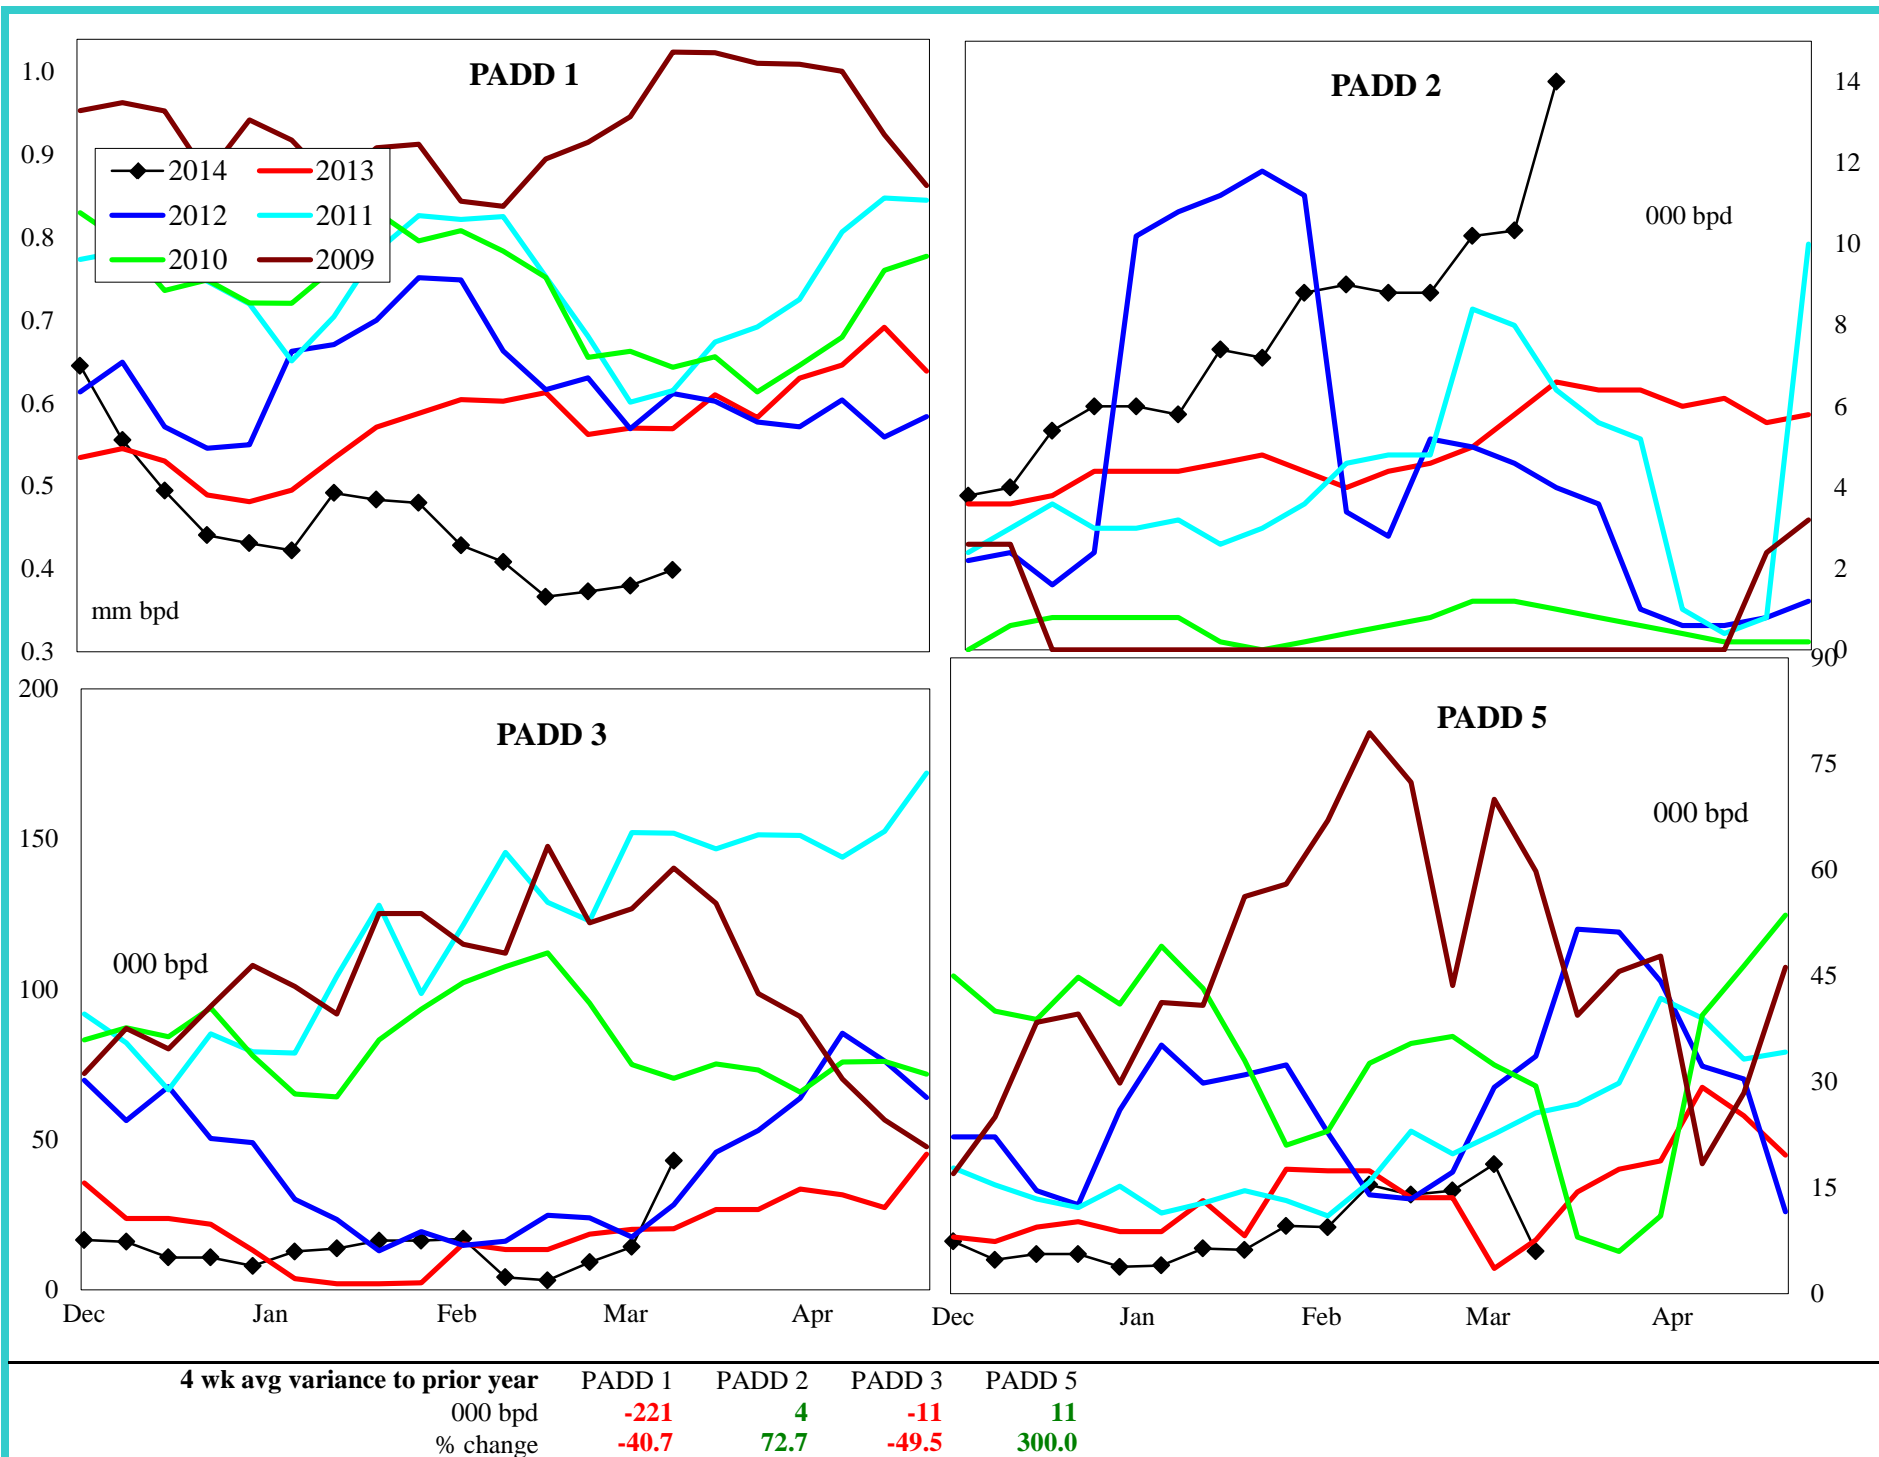 PADD 1
1.0
0.9
0.8
0.7
0.6
0.5
0.4
0.3
2014 2013
2012 2011
2010 2009
mm bpd
PADD 2
14
12
10
8
6
4
2
0
000 bpd
PADD 3
200
150
100
50
0
000 bpd
Dec Jan Feb Mar Apr
PADD 5
90
75
60
45
30
15
0
000 bpd
Dec Jan Feb Mar Apr
4 wk avg variance to prior year PADD 1 PADD 2 PADD 3 PADD 5
000 bpd -221 4 -11 11
% change -40.7 72.7 -49.5 300.0